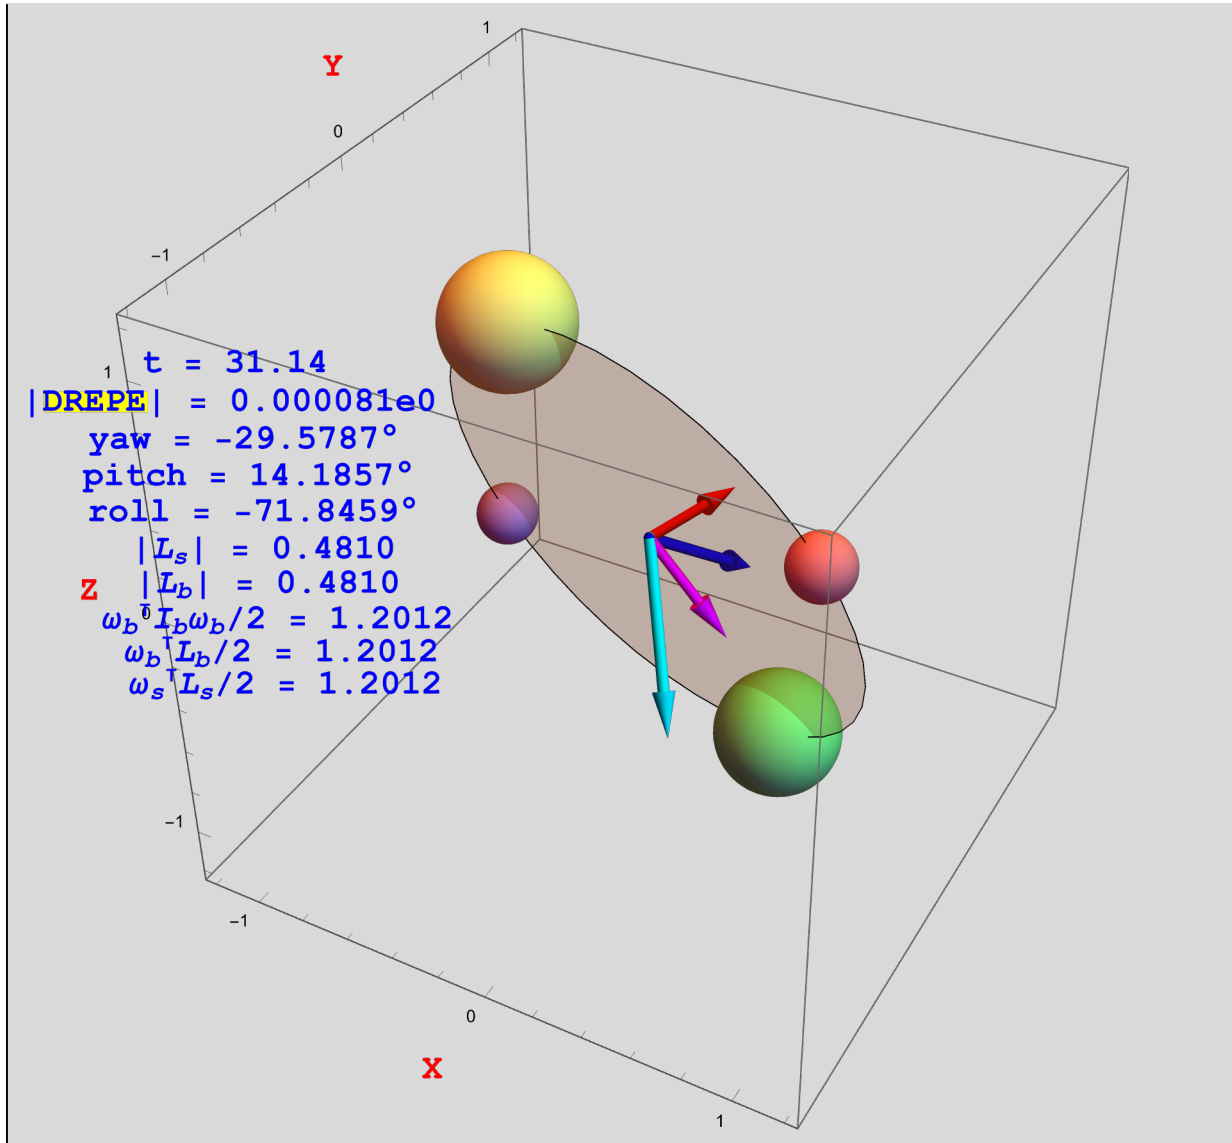 1
Y
0
-1
t = 31.14
1
|DREPE| = 0.000081e0
yaw = -29.5787°
pitch = 14.1857°
roll = -71.8459°
|Ls| = 0.4810
|Lb| = 0.4810
Z
0
ωbᵀIbωb/2 = 1.2012
ωbᵀLb/2 = 1.2012
ωsᵀLs/2 = 1.2012
-1
-1
0
X
1